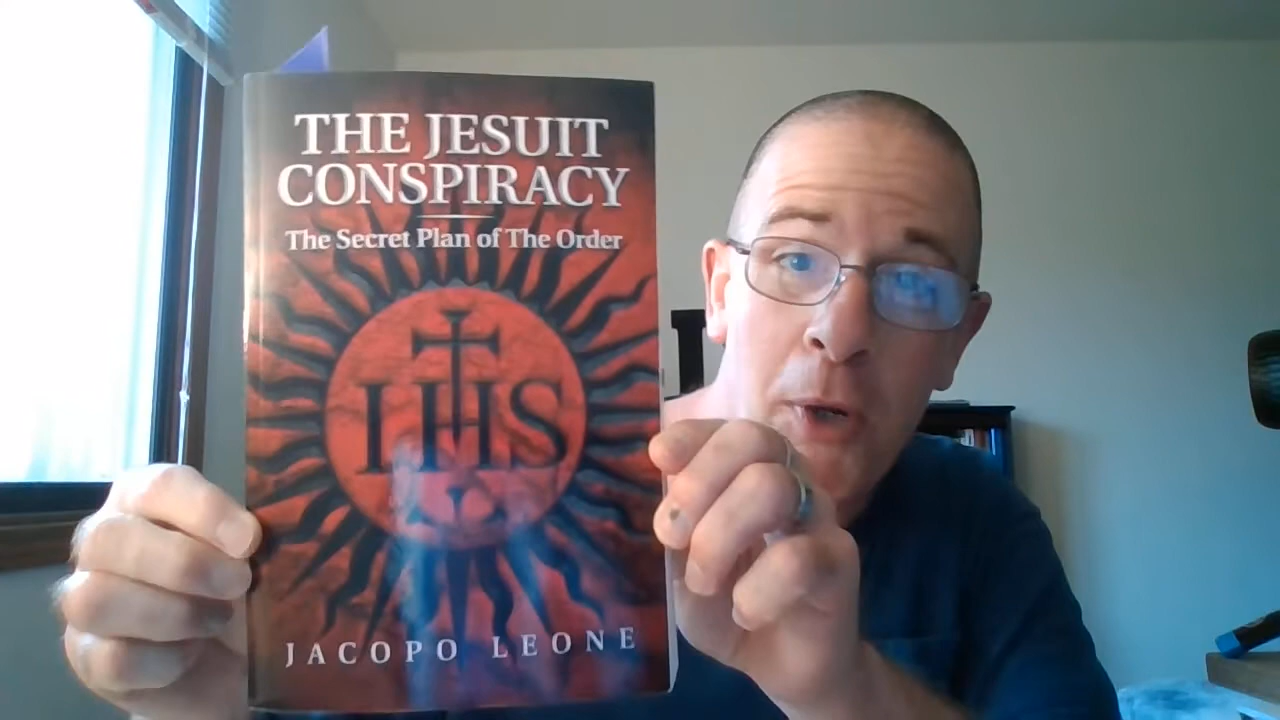 THE JESUIT
CONSPIRACY
The Secret Plan of The Order
IHS
JACOPO LEONE